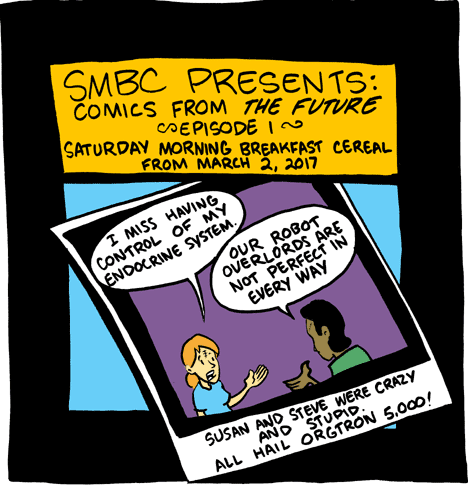 SMBC PRESENTS:
COMICS FROM THE FUTURE
~EPISODE 1~
SATURDAY MORNING BREAKFAST CEREAL
FROM MARCH 2, 2017
I MISS HAVING
CONTROL OF MY
ENDOCRINE SYSTEM.
OUR ROBOT
OVERLORDS ARE
NOT PERFECT IN
EVERY WAY
SUSAN AND STEVE WERE CRAZY
AND STUPID.
ALL HAIL ORGTRON 5,000!